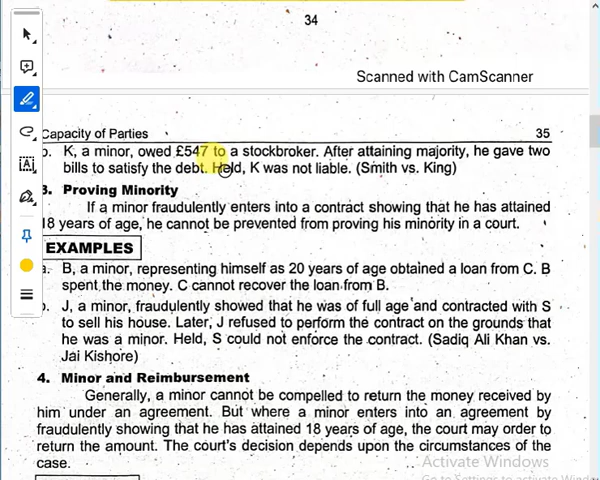 34
Scanned with CamScanner
Capacity of Parties 35
K, a minor, owed £547 to a stockbroker. After attaining majority, he gave two
bills to satisfy the debt. Held, K was not liable. (Smith vs. King)
3. Proving Minority
If a minor fraudulently enters into a contract showing that he has attained
18 years of age, he cannot be prevented from proving his minority in a court.
EXAMPLES
a. B, a minor, representing himself as 20 years of age obtained a loan from C. B
spent the money. C cannot recover the loan from B.
b. J, a minor, fraudulently showed that he was of full age and contracted with S
to sell his house. Later, J refused to perform the contract on the grounds that
he was a minor. Held, S could not enforce the contract. (Sadiq Ali Khan vs.
Jai Kishore)
4. Minor and Reimbursement
Generally, a minor cannot be compelled to return the money received by
him under an agreement. But where a minor enters into an agreement by
fraudulently showing that he has attained 18 years of age, the court may order to
return the amount. The court's decision depends upon the circumstances of the
case.
Activate Windows
Go to Settings to activate Windows